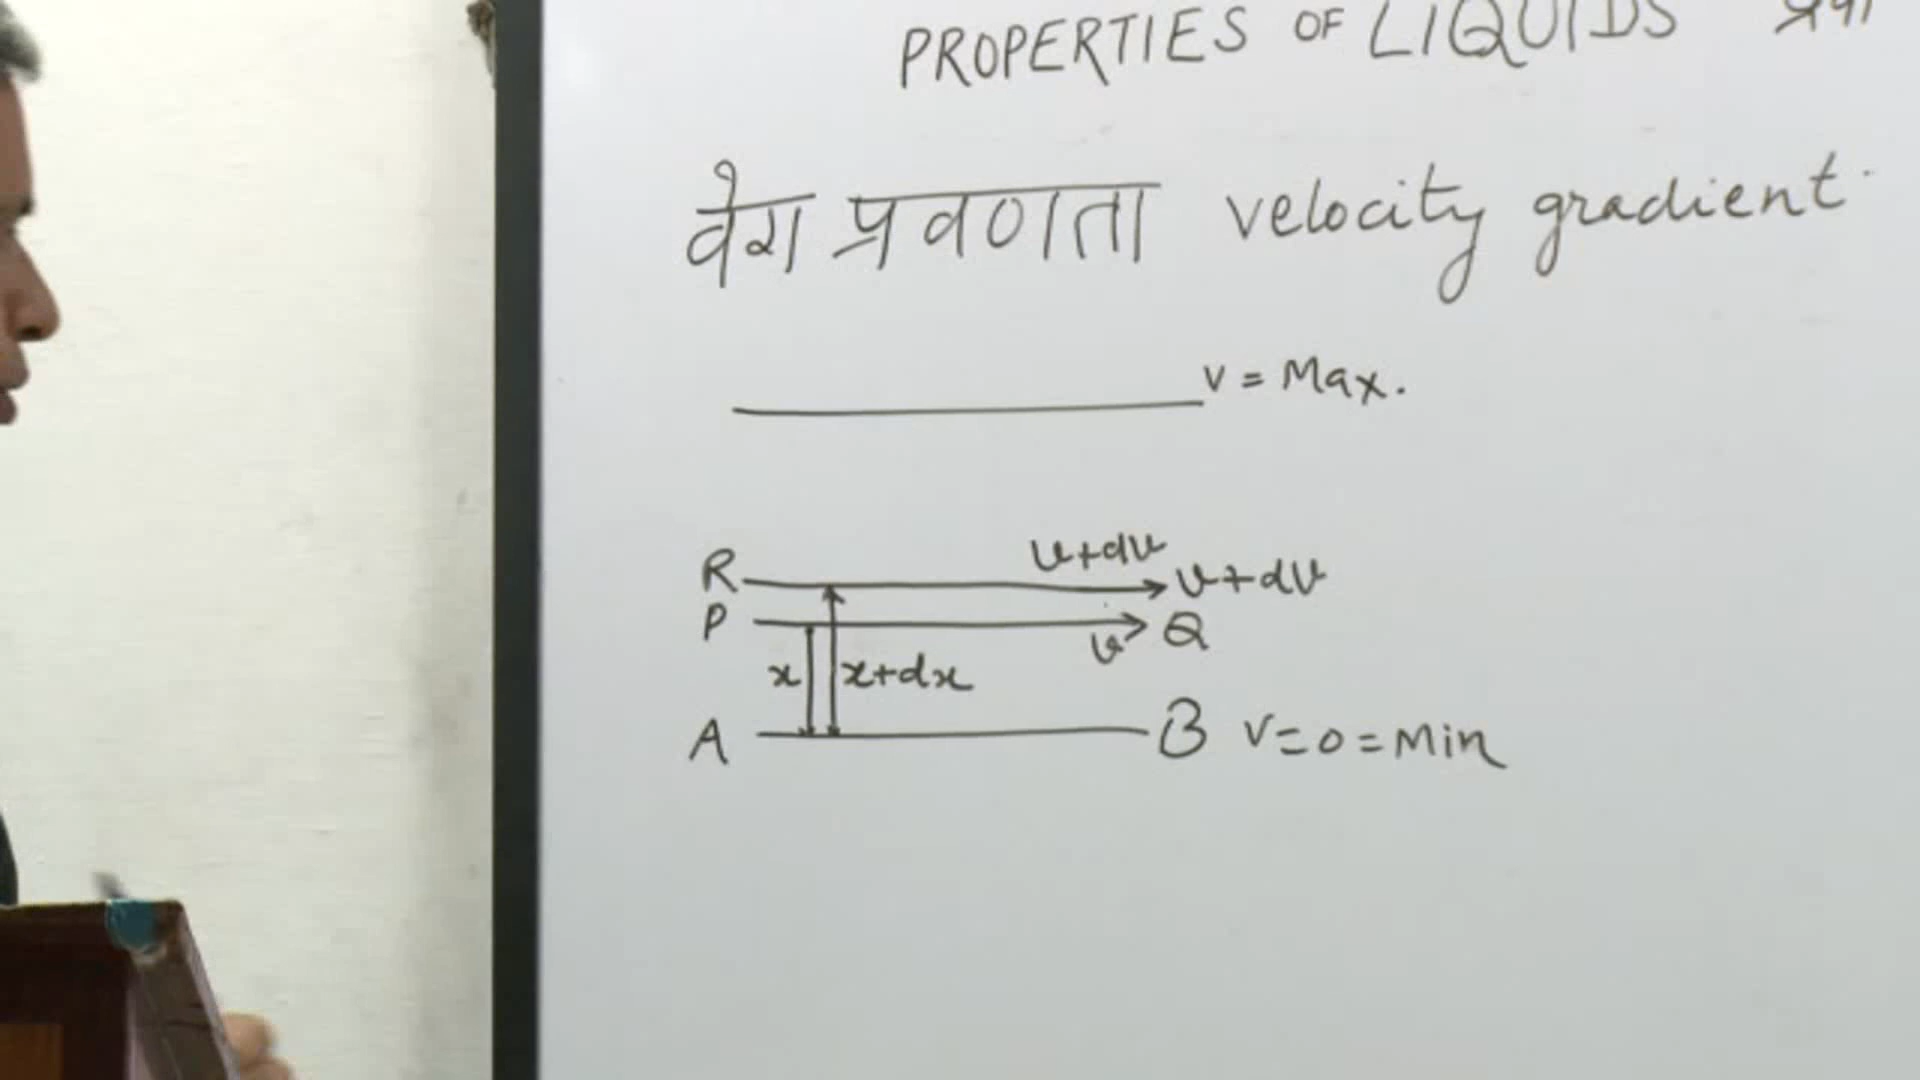 PROPERTIES OF LIQUIDS
वेग प्रवणता velocity gradient.
v = Max.
v+dv
R v+dv
P v Q
x x+dx
A B v=0=Min